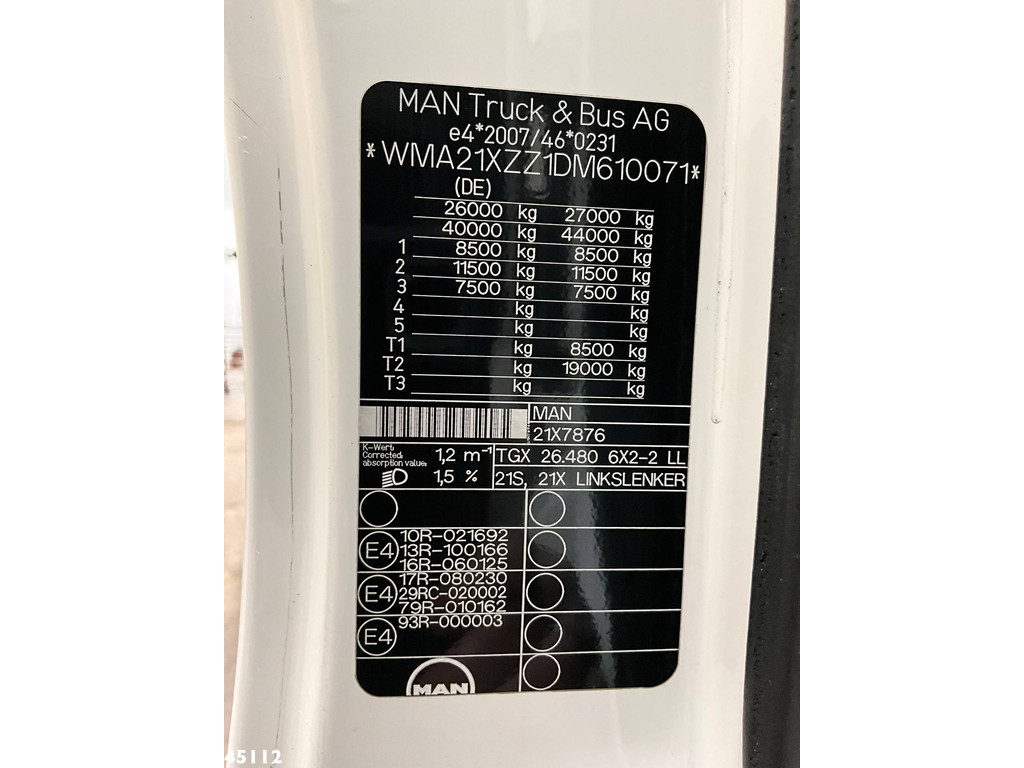 MAN Truck & Bus AG
e4*2007/46*0231
*WMA21XZZ1DM610071*
(DE)
26000 kg 27000 kg
40000 kg 44000 kg
1 8500 kg 8500 kg
2 11500 kg 11500 kg
3 7500 kg 7500 kg
4 kg kg
5 kg kg
T1 kg 8500 kg
T2 kg 19000 kg
T3 kg kg
MAN
21X7876
K-Wert:
Corrected
absorption value:
1,2 m⁻¹
TGX 26.480 6X2-2 LL
1,5 %
21S, 21X LINKSLENKER
10R-021692
E4 13R-100166
16R-060125
17R-080230
E4 29RC-020002
79R-010162
93R-000003
E4
MAN
45112